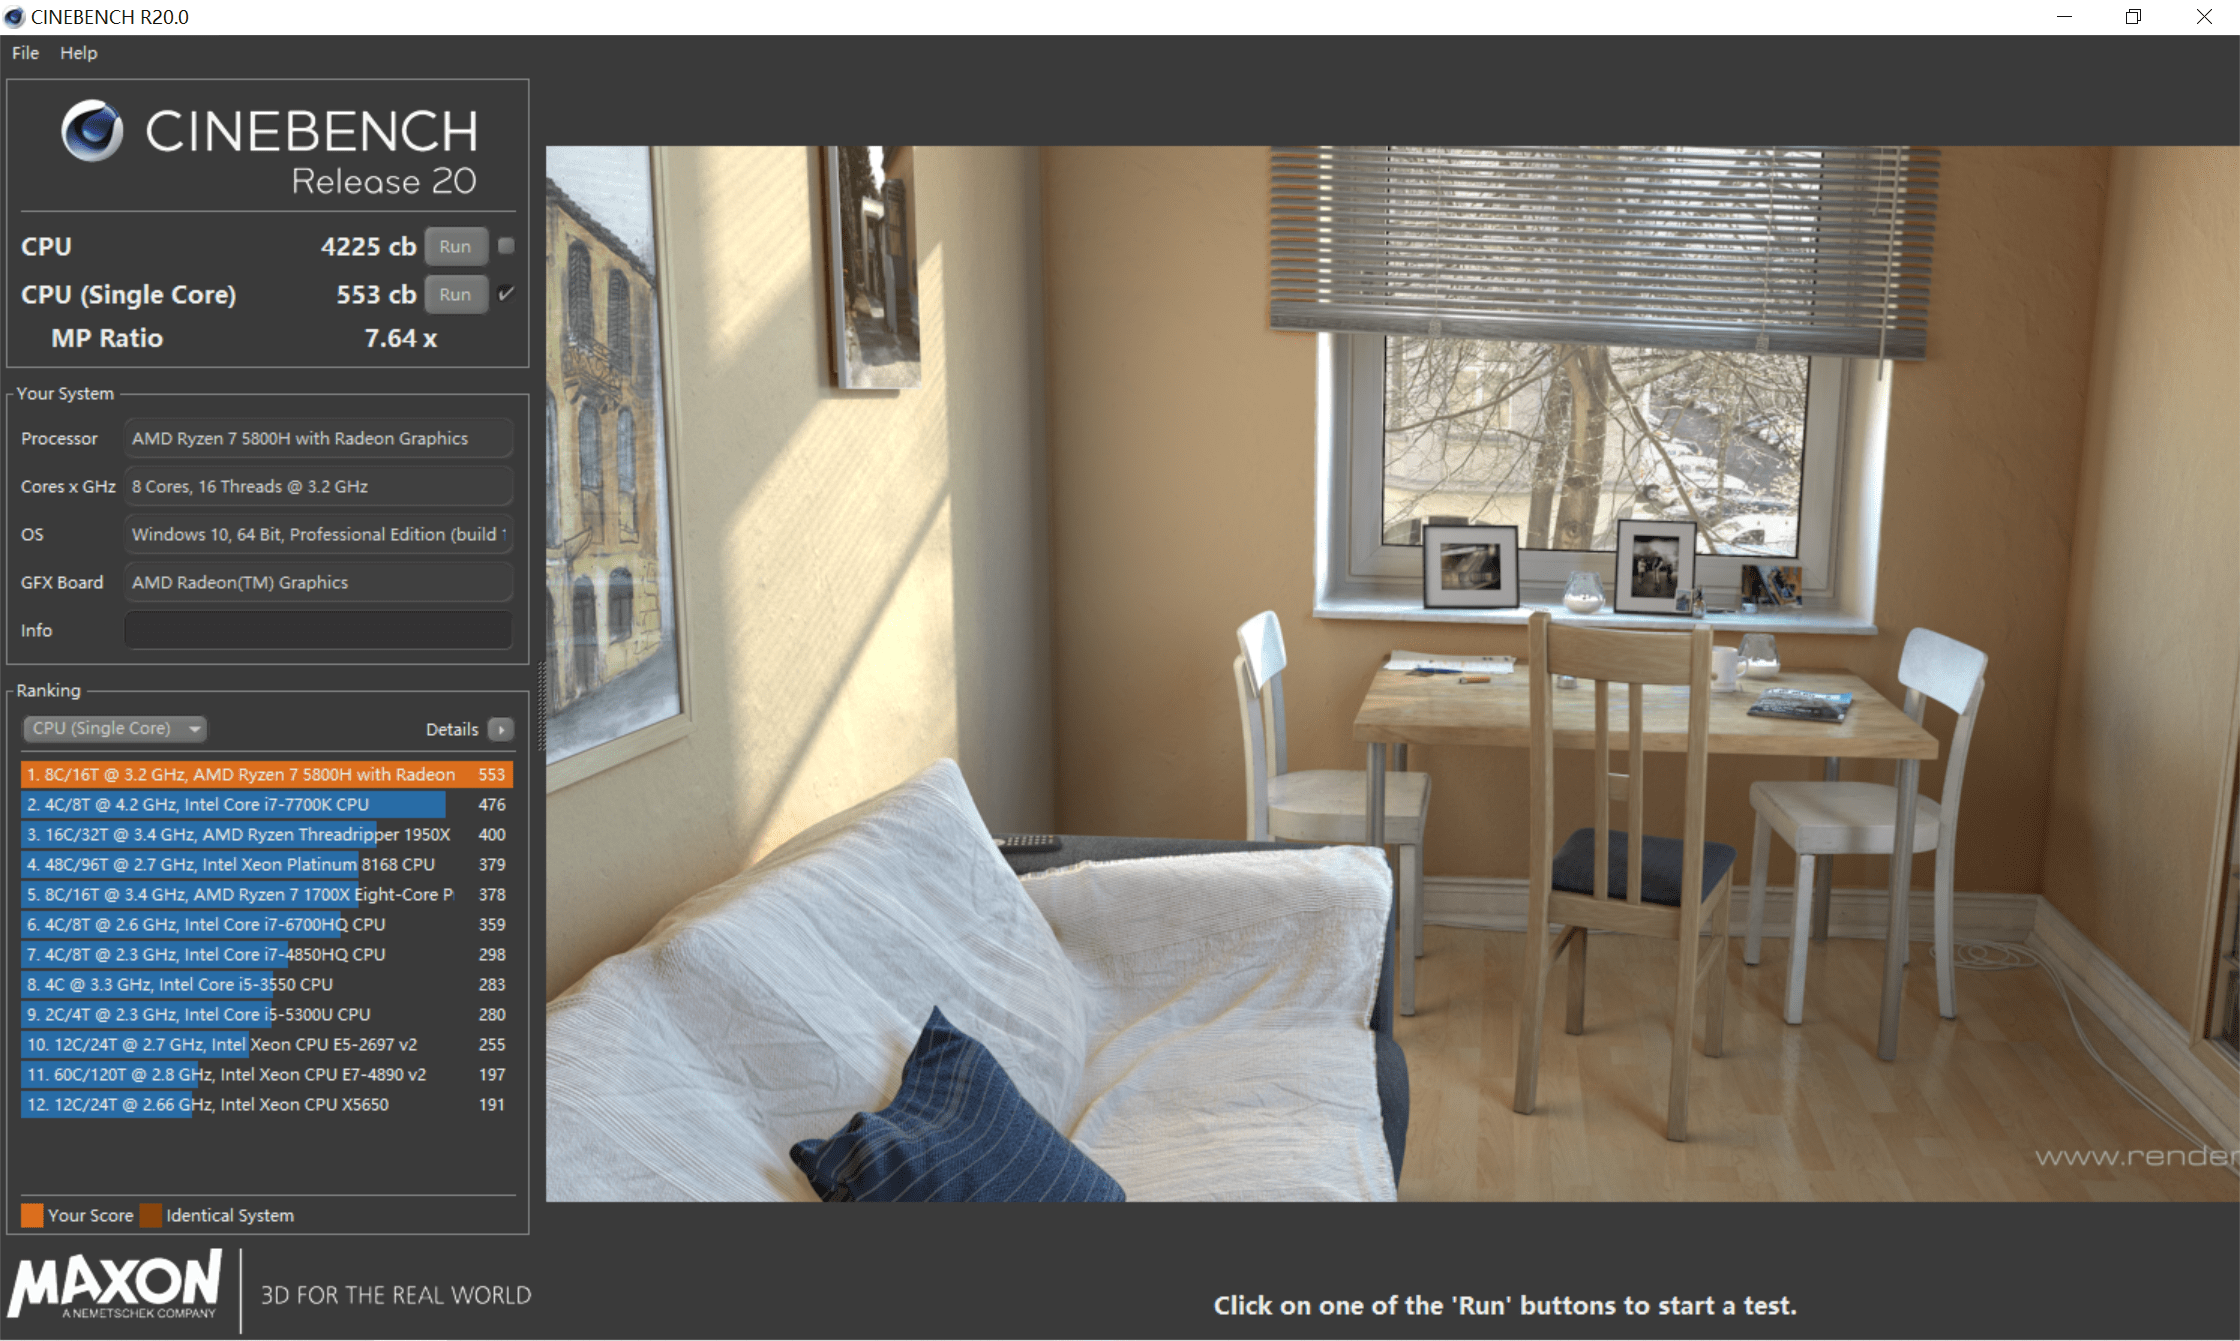 CINEBENCH R20.0
File Help
CINEBENCH
Release 20
CPU 4225 cb Run
CPU (Single Core) 553 cb Run
MP Ratio 7.64 x
Your System
Processor AMD Ryzen 7 5800H with Radeon Graphics
Cores x GHz 8 Cores, 16 Threads @ 3.2 GHz
OS Windows 10, 64 Bit, Professional Edition (build 1
GFX Board AMD Radeon(TM) Graphics
Info
Ranking
CPU (Single Core) Details
1. 8C/16T @ 3.2 GHz, AMD Ryzen 7 5800H with Radeon 553
2. 4C/8T @ 4.2 GHz, Intel Core i7-7700K CPU 476
3. 16C/32T @ 3.4 GHz, AMD Ryzen Threadripper 1950X 400
4. 48C/96T @ 2.7 GHz, Intel Xeon Platinum 8168 CPU 379
5. 8C/16T @ 3.4 GHz, AMD Ryzen 7 1700X Eight-Core P 378
6. 4C/8T @ 2.6 GHz, Intel Core i7-6700HQ CPU 359
7. 4C/8T @ 2.3 GHz, Intel Core i7-4850HQ CPU 298
8. 4C @ 3.3 GHz, Intel Core i5-3550 CPU 283
9. 2C/4T @ 2.3 GHz, Intel Core i5-5300U CPU 280
10. 12C/24T @ 2.7 GHz, Intel Xeon CPU E5-2697 v2 255
11. 60C/120T @ 2.8 GHz, Intel Xeon CPU E7-4890 v2 197
12. 12C/24T @ 2.66 GHz, Intel Xeon CPU X5650 191
Your Score Identical System
MAXON
A NEMETSCHEK COMPANY
3D FOR THE REAL WORLD
www.render
Click on one of the 'Run' buttons to start a test.